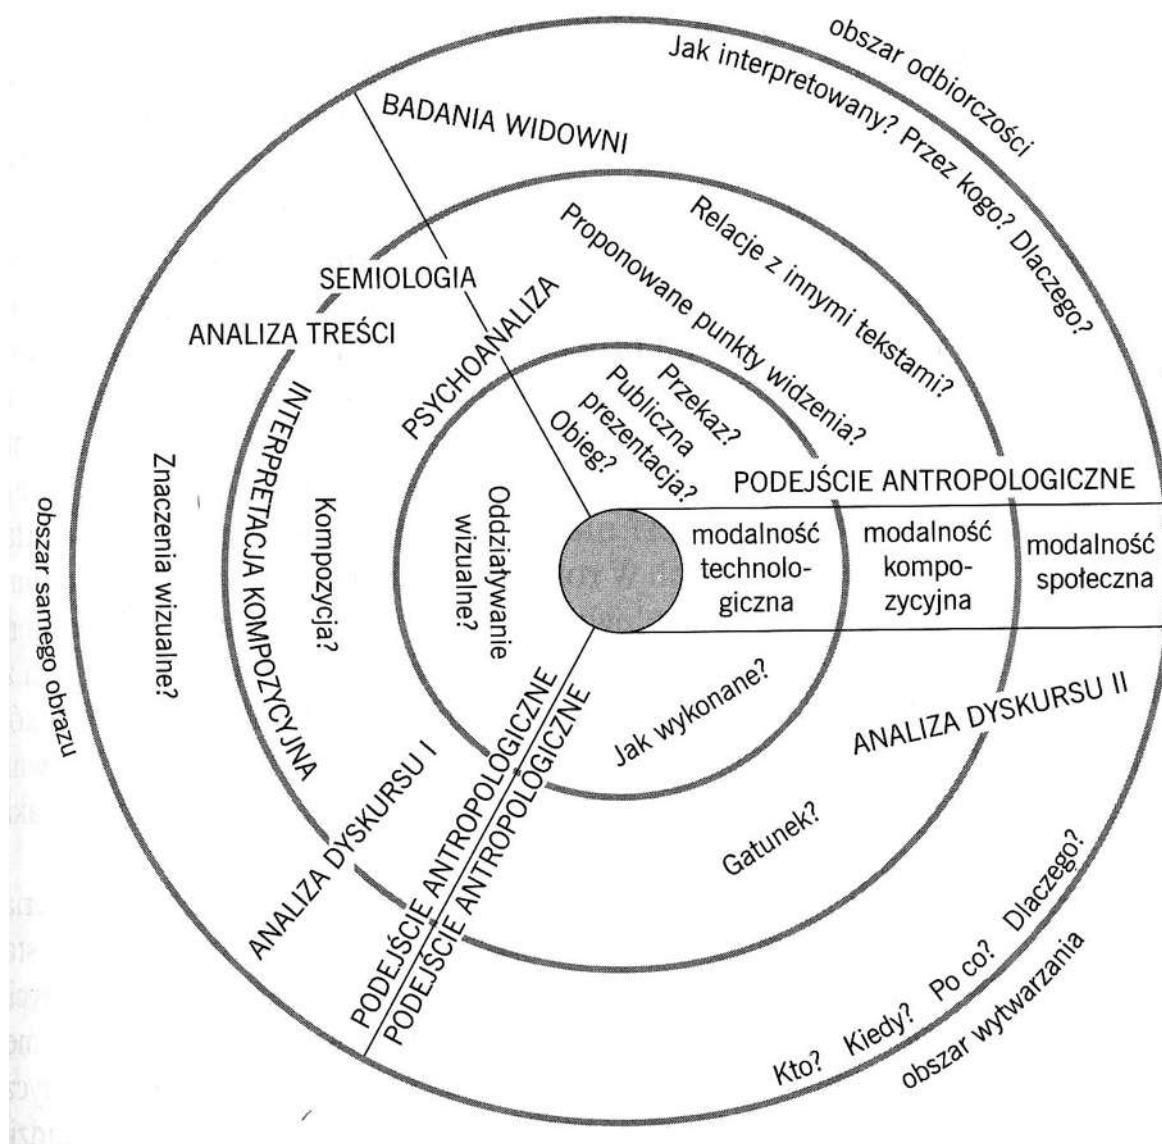 obszar odbiorczości
Jak interpretowany? Przez kogo? Dlaczego?
BADANIA WIDOWNI
Relacje z innymi tekstami?
Proponowane punkty widzenia?
SEMIOLOGIA
ANALIZA TREŚCI
PSYCHOANALIZA
Przekaz?
Publiczna
prezentacja?
Obieg?
PODEJŚCIE ANTROPOLOGICZNE
modalność
technolo-
giczna
modalność
kompo-
zycyjna
modalność
społeczna
obszar samego obrazu
Znaczenia wizualne?
INTERPRETACJA KOMPOZYCYJNA
Kompozycja?
Oddziaływanie
wizualne?
ANALIZA DYSKURSU I
PODEJŚCIE ANTROPOLOGICZNE
PODEJŚCIE ANTROPOLOGICZNE
Jak wykonane?
ANALIZA DYSKURSU II
Gatunek?
Kto? Kiedy? Po co? Dlaczego?
obszar wytwarzania